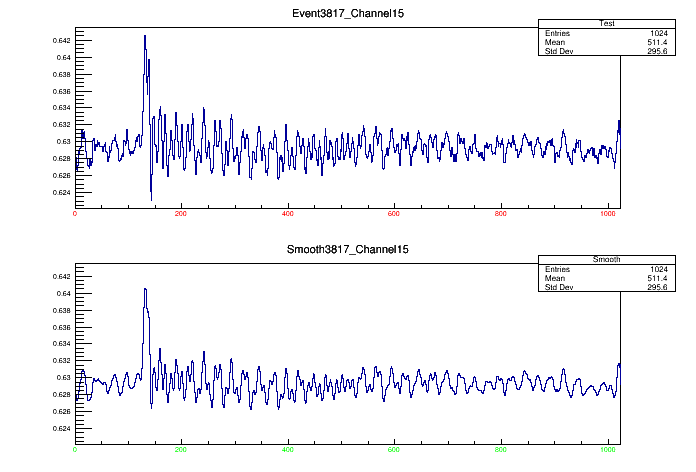 Event3817_Channel15
Test
Entries 1024
Mean 511.4
Std Dev 295.6
0.642
0.64
0.638
0.636
0.634
0.632
0.63
0.628
0.626
0.624
0 200 400 600 800 1000
Smooth3817_Channel15
Smooth
Entries 1024
Mean 511.4
Std Dev 295.6
0.642
0.64
0.638
0.636
0.634
0.632
0.63
0.628
0.626
0.624
0 200 400 600 800 1000